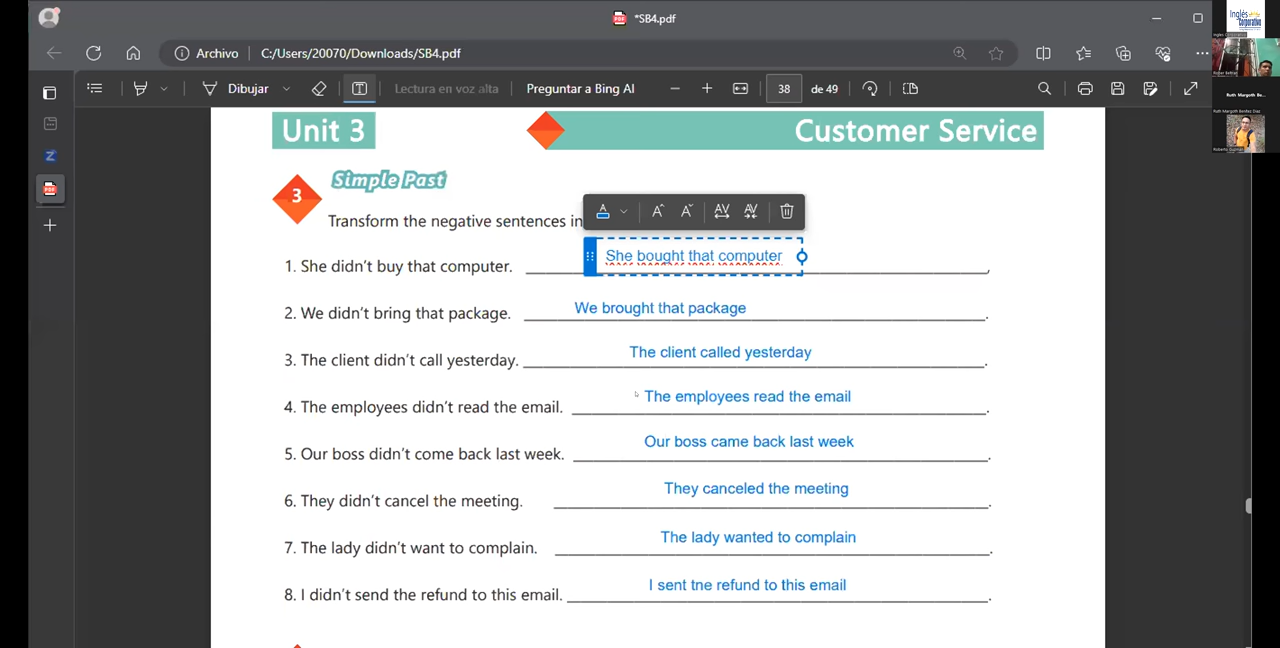 *SB4.pdf
Archivo C:/Users/20070/Downloads/SB4.pdf
Dibujar Lectura en voz alta Preguntar a Bing AI 38 de 49
Inglés
Corporativo
Ruth Margoth Be...
Unit 3 Customer Service
3 Simple Past
Transform the negative sentences in
1. She didn't buy that computer. She bought that computer
2. We didn't bring that package. We brought that package
3. The client didn't call yesterday. The client called yesterday
4. The employees didn't read the email. The employees read the email
5. Our boss didn't come back last week. Our boss came back last week
6. They didn't cancel the meeting. They canceled the meeting
7. The lady didn't want to complain. The lady wanted to complain
8. I didn't send the refund to this email. I sent tne refund to this email